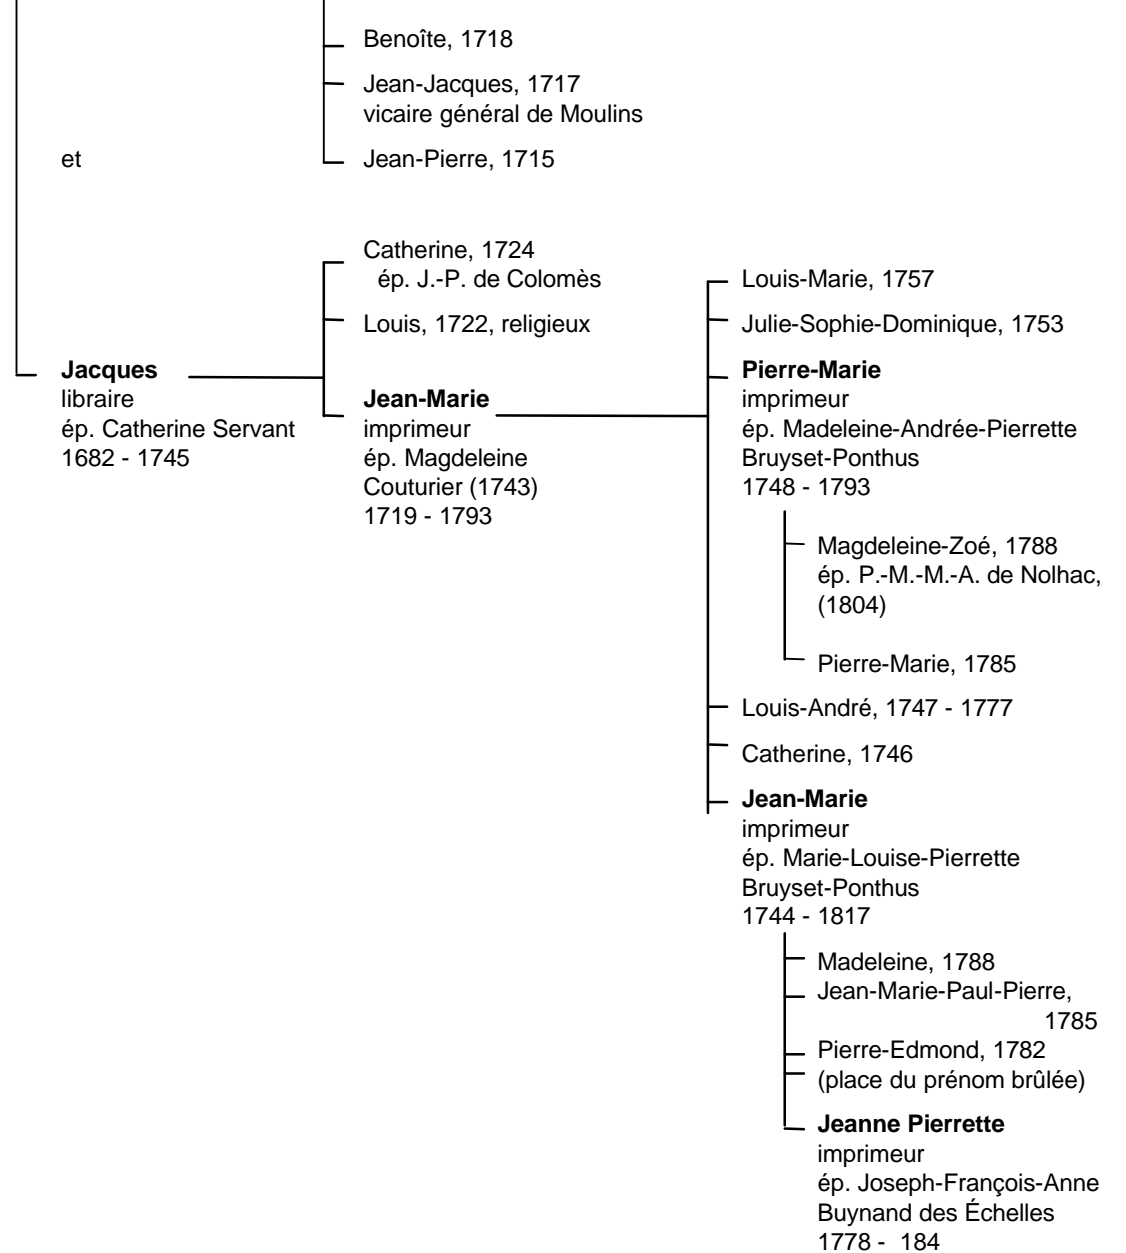 Benoîte, 1718
Jean-Jacques, 1717
vicaire général de Moulins
et
Jean-Pierre, 1715
Catherine, 1724
ép. J.-P. de Colomès
Louis, 1722, religieux
Jacques
libraire
ép. Catherine Servant
1682 - 1745
Jean-Marie
imprimeur
ép. Magdeleine
Couturier (1743)
1719 - 1793
Louis-Marie, 1757
Julie-Sophie-Dominique, 1753
Pierre-Marie
imprimeur
ép. Madeleine-Andrée-Pierrette
Bruyset-Ponthus
1748 - 1793
Magdeleine-Zoé, 1788
ép. P.-M.-M.-A. de Nolhac,
(1804)
Pierre-Marie, 1785
Louis-André, 1747 - 1777
Catherine, 1746
Jean-Marie
imprimeur
ép. Marie-Louise-Pierrette
Bruyset-Ponthus
1744 - 1817
Madeleine, 1788
Jean-Marie-Paul-Pierre,
1785
Pierre-Edmond, 1782
(place du prénom brûlée)
Jeanne Pierrette
imprimeur
ép. Joseph-François-Anne
Buynand des Échelles
1778 - 184